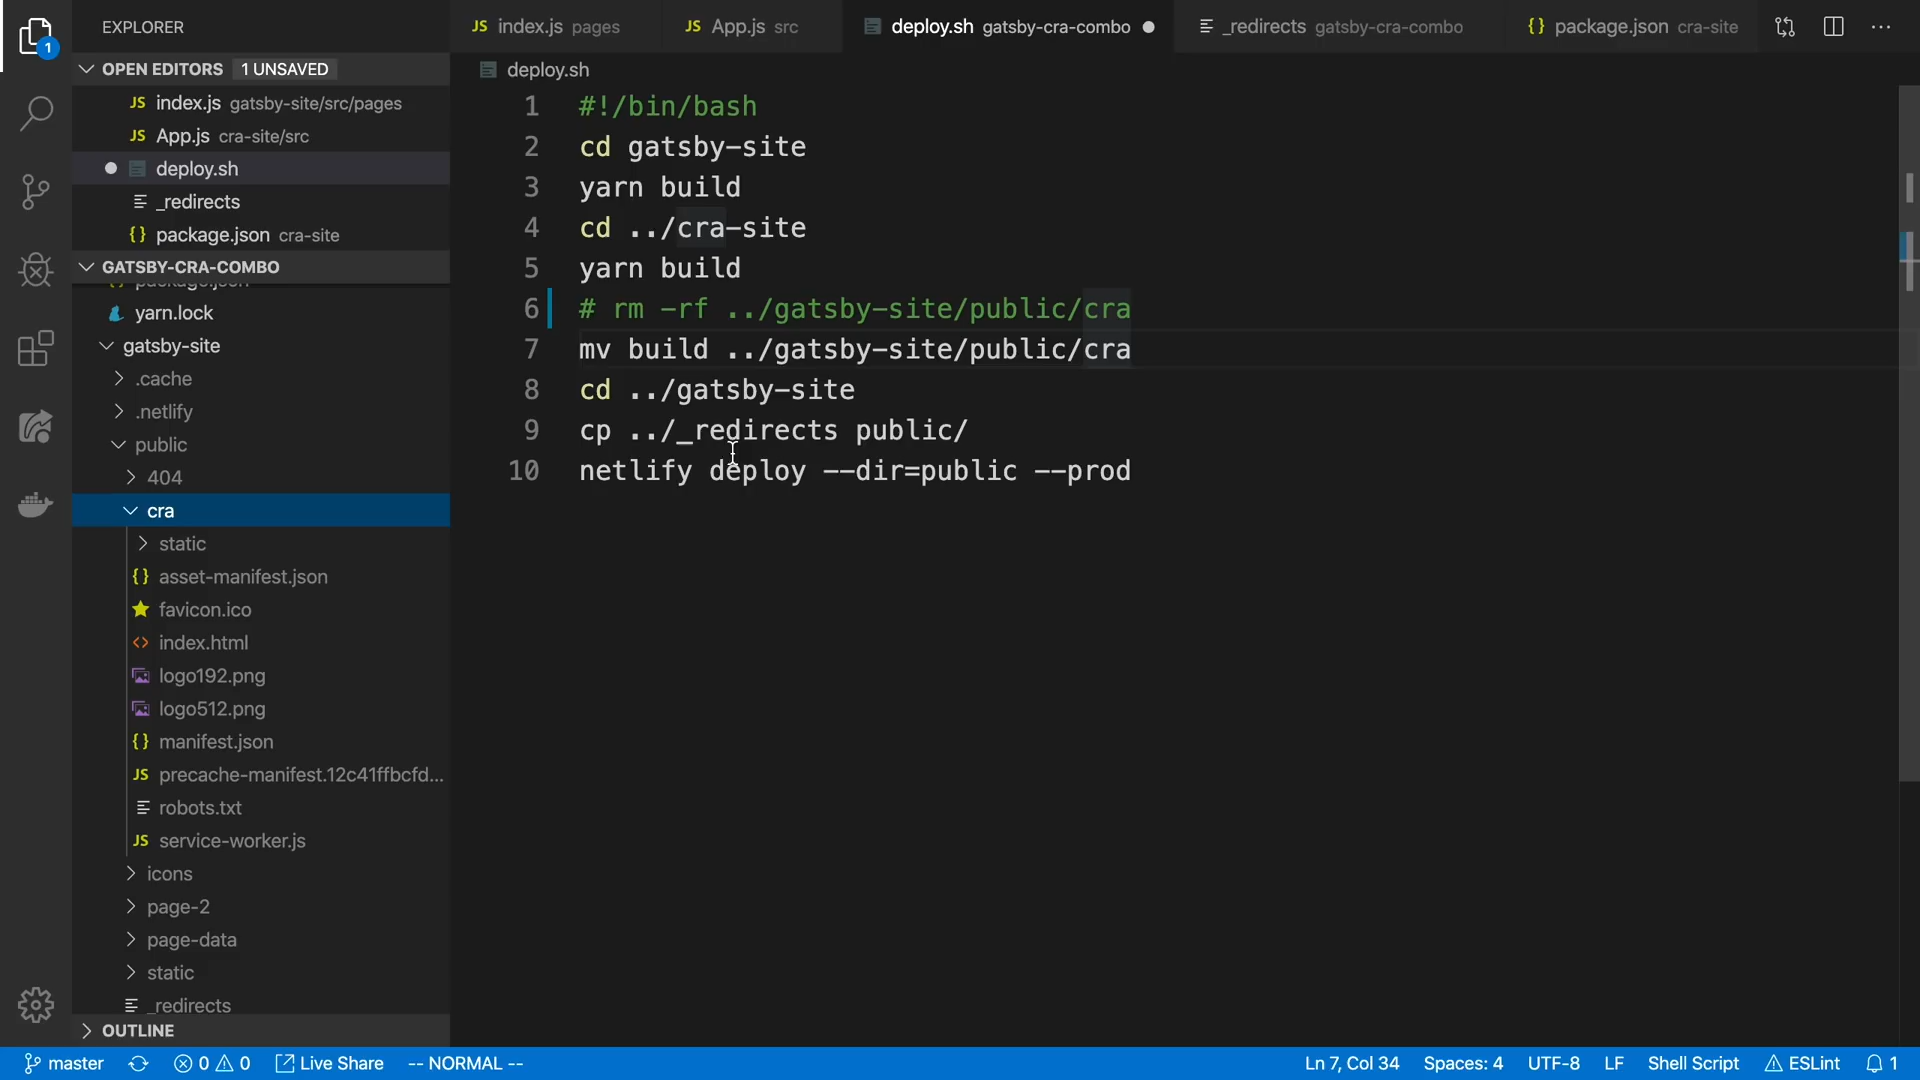 1
EXPLORER
OPEN EDITORS 1 UNSAVED
JS index.js gatsby-site/src/pages
JS App.js cra-site/src
deploy.sh
_redirects
{} package.json cra-site
GATSBY-CRA-COMBO
package.json
yarn.lock
gatsby-site
.cache
.netlify
public
404
cra
static
{} asset-manifest.json
favicon.ico
<> index.html
logo192.png
logo512.png
{} manifest.json
JS precache-manifest.12c41ffbcfd...
robots.txt
JS service-worker.js
icons
page-2
page-data
static
_redirects
OUTLINE
JS index.js pages
JS App.js src
deploy.sh gatsby-cra-combo
_redirects gatsby-cra-combo
{} package.json cra-site
deploy.sh
1 #!/bin/bash
2 cd gatsby-site
3 yarn build
4 cd ../cra-site
5 yarn build
6 # rm -rf ../gatsby-site/public/cra
7 mv build ../gatsby-site/public/cra
8 cd ../gatsby-site
9 cp ../_redirects public/
10 netlify deploy --dir=public --prod
master 0 0 Live Share -- NORMAL -- Ln 7, Col 34 Spaces: 4 UTF-8 LF Shell Script ESLint 1